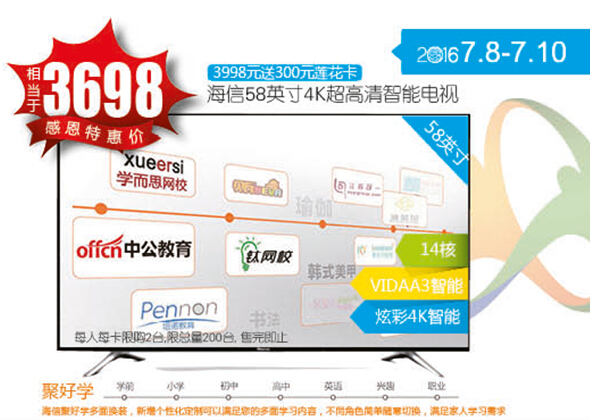 2016 7.8-7.10
相当于
3698
感恩特惠价
3998元送300元莲花卡
海信58英寸4K超高清智能电视
58英寸
xueersi
学而思网校
瑜伽
offcn中公教育
钛网校
韩式美甲
14核
VIDAA3智能
炫彩4K智能
Pennon
培诺教育
书法
每人每卡限购2台,限总量200台, 售完即止
Hisense
聚好学
学前 小学 初中 高中 英语 兴趣 职业
海信聚好学多面换装，新增个性化定制可以满足您的多面学习内容，不同角色简单随意切换，满足家人学习需求